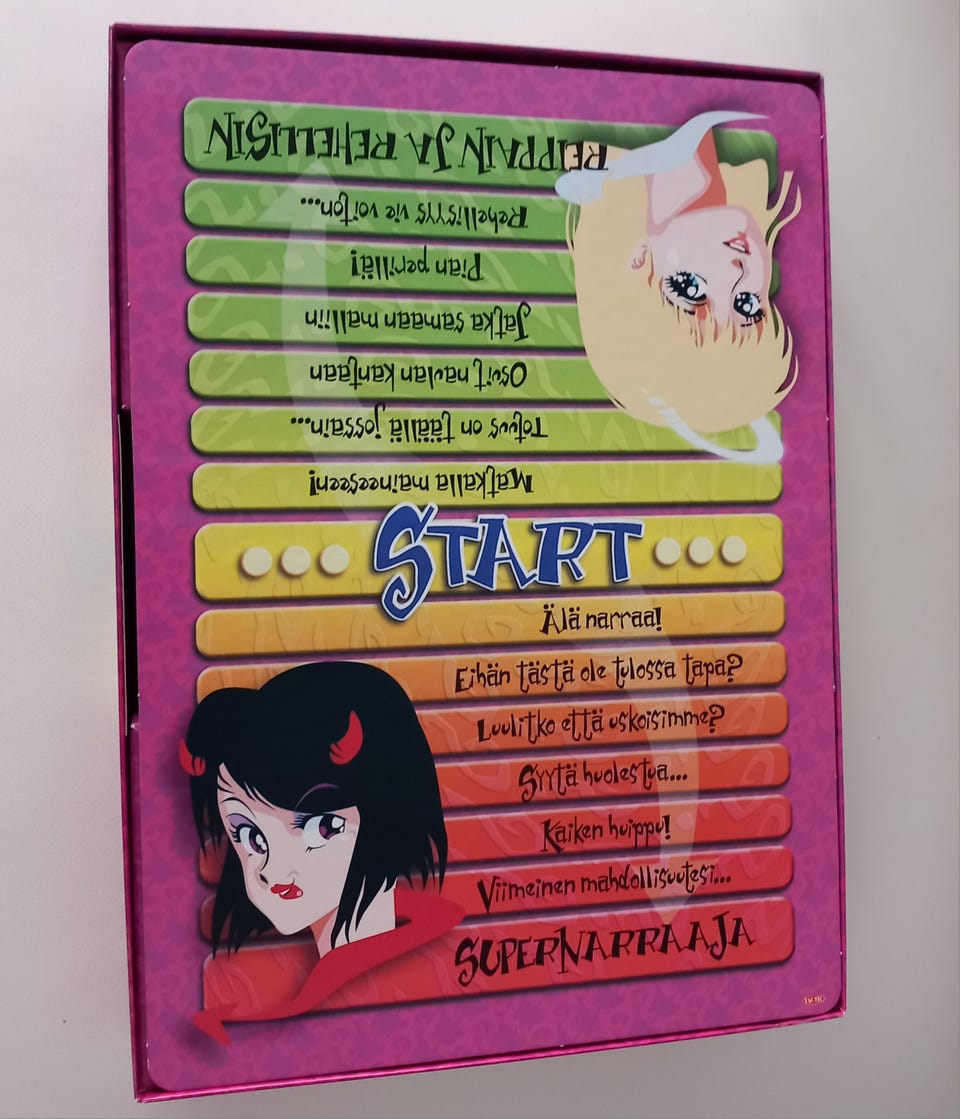 REIPPAIN JA REHELLISIN
Rehellisyys vie voiton...
Pian perillä!
Jatka samaan malliin
Osuit naulan kantaan
Totuus on täällä jossain...
Matkalla maineeseen!
START
Älä narraa!
Eihän tästä ole tulossa tapa?
Luulitko että uskoisimme?
Syytä huolestua...
Kaiken huippu!
Viimeinen mahdollisuutesi...
SUPERNARRAAJA
TACTIC